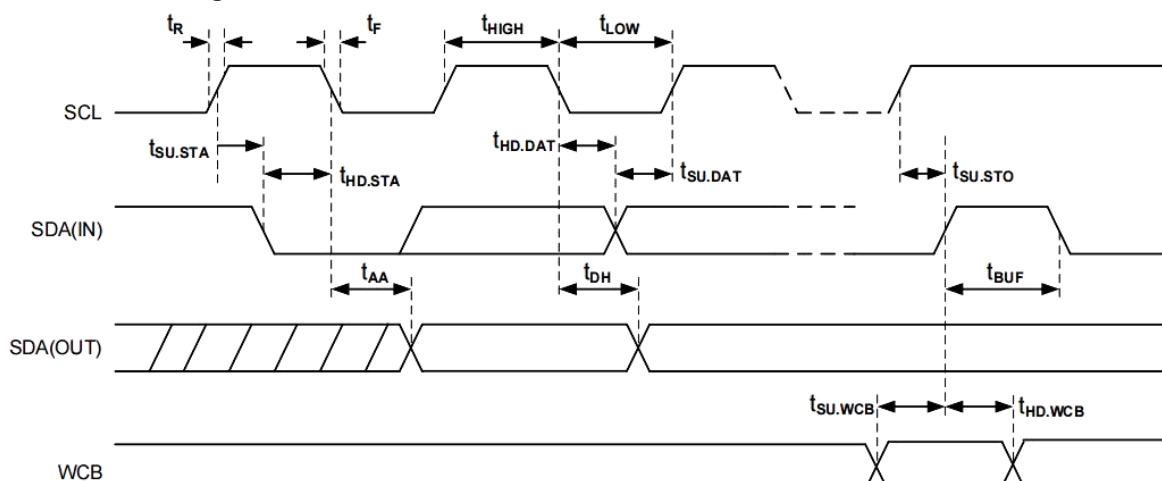 tR tF tHIGH tLOW
SCL
tSU.STA tHD.STA tHD.DAT tSU.DAT tSU.STO
SDA(IN)
tAA tDH tBUF
SDA(OUT)
tSU.WCB tHD.WCB
WCB